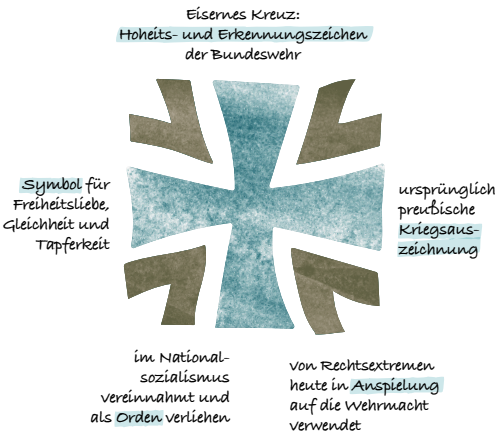 Eisernes Kreuz:
Hoheits- und Erkennungszeichen
der Bundeswehr
Symbol für
Freiheitsliebe,
Gleichheit und
Tapferkeit
ursprünglich
preußische
Kriegsaus-
zeichnung
im National-
sozialismus
vereinnahmt und
als Orden verliehen
von Rechtsextremen
heute in Anspielung
auf die Wehrmacht
verwendet